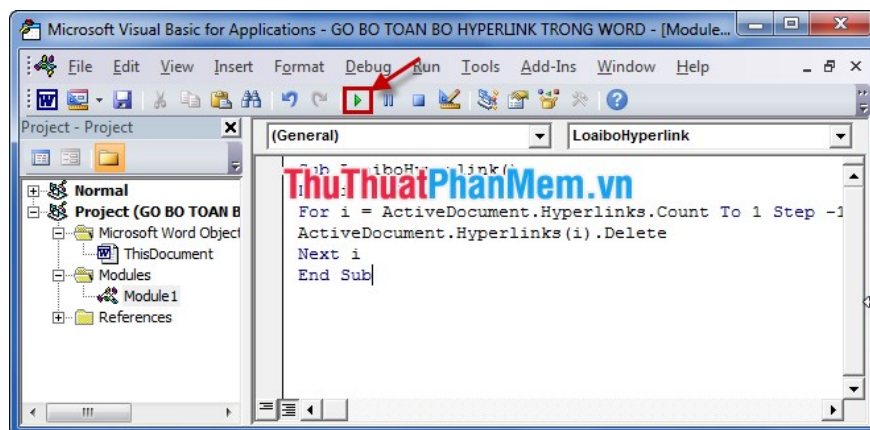 Microsoft Visual Basic for Applications - GO BO TOAN BO HYPERLINK TRONG WORD - [Module...
File Edit View Insert Format Debug Run Tools Add-Ins Window Help
Project - Project
(General) LoaiboHyperlink
Normal
Project (GO BO TOAN B
Microsoft Word Object
ThisDocument
Modules
Module1
References
ThuThuatPhanMem.vn
For i = ActiveDocument.Hyperlinks.Count To 1 Step -1
ActiveDocument.Hyperlinks(i).Delete
Next i
End Sub